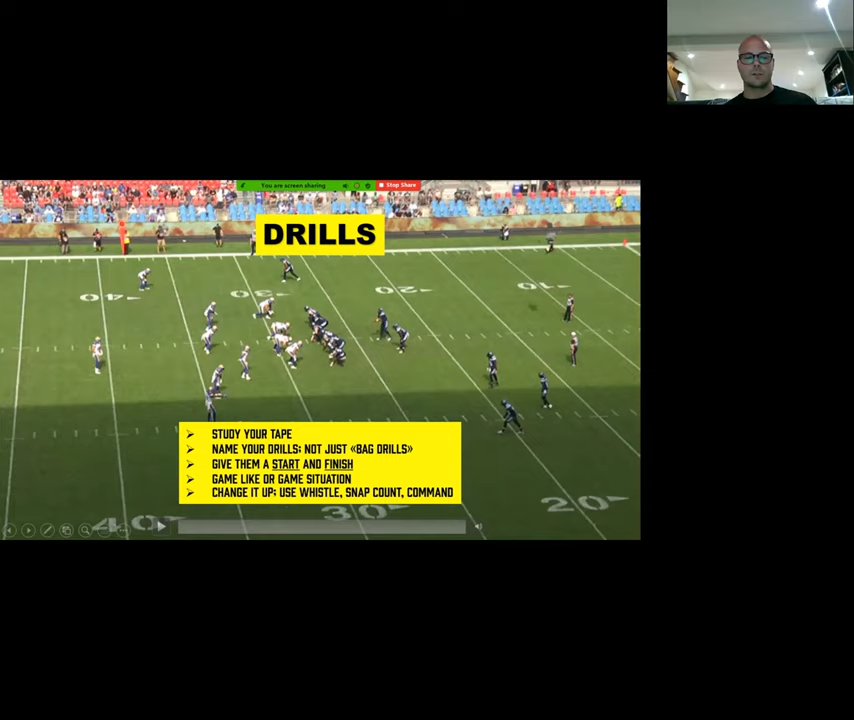 You are screen sharing
Stop Share
DRILLS
40
30
20
10
STUDY YOUR TAPE
NAME YOUR DRILLS; NOT JUST «BAG DRILLS»
GIVE THEM A START AND FINISH
GAME LIKE OR GAME SITUATION
CHANGE IT UP; USE WHISTLE, SNAP COUNT, COMMAND
40
30
20